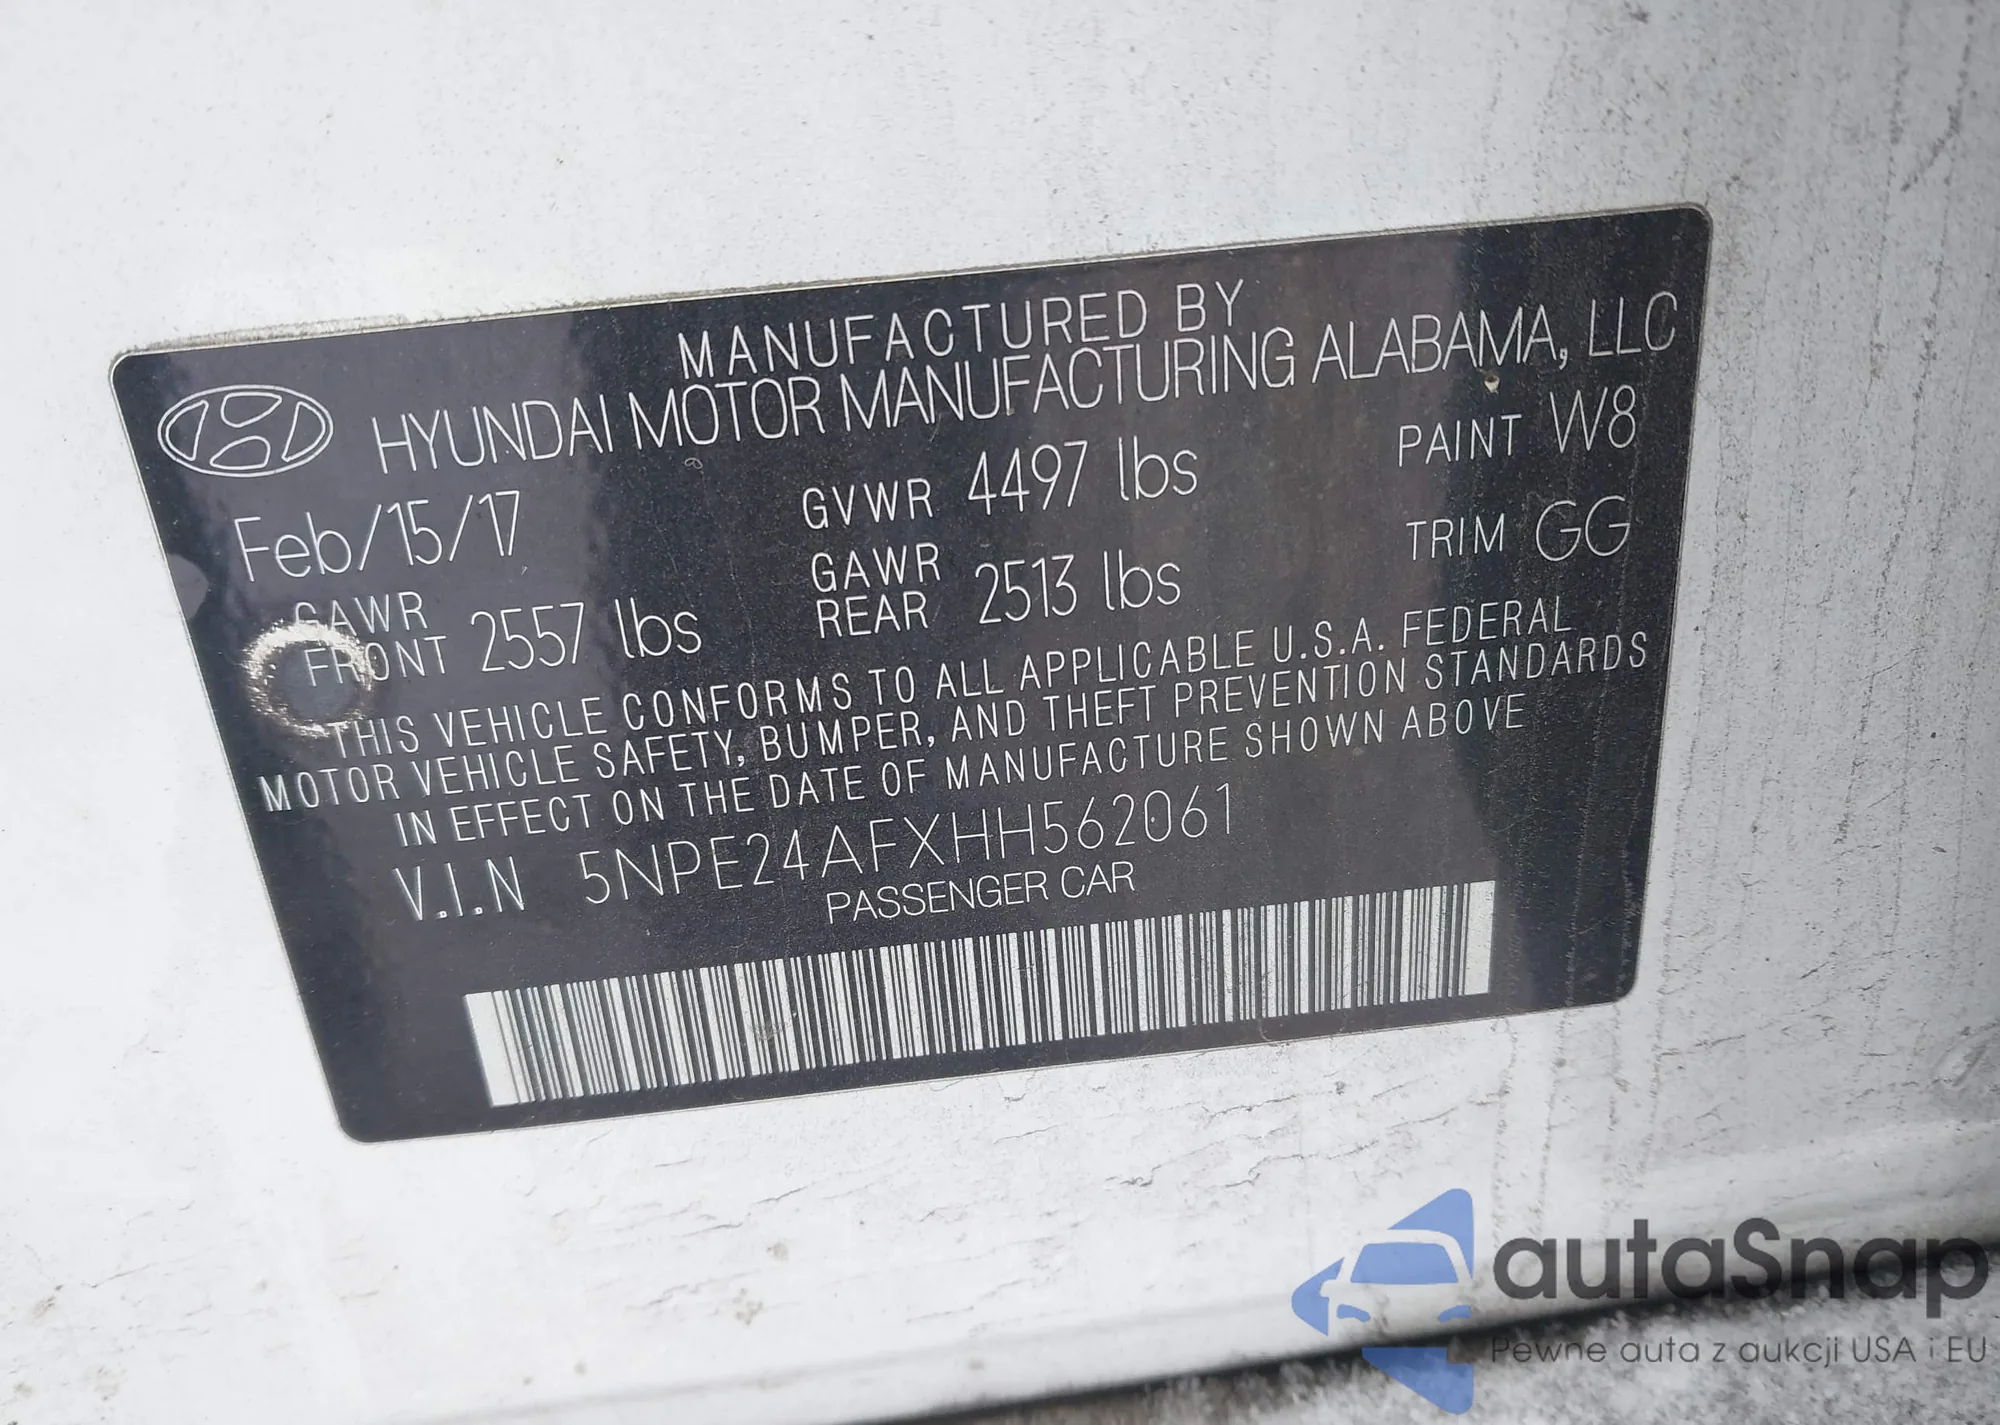 MANUFACTURED BY
HYUNDAI MOTOR MANUFACTURING ALABAMA, LLC
Feb/15/17 GVWR 4497 lbs PAINT W8
GAWR FRONT 2557 lbs GAWR REAR 2513 lbs TRIM GG
THIS VEHICLE CONFORMS TO ALL APPLICABLE U.S.A. FEDERAL
MOTOR VEHICLE SAFETY, BUMPER, AND THEFT PREVENTION STANDARDS
IN EFFECT ON THE DATE OF MANUFACTURE SHOWN ABOVE
V.I.N 5NPE24AFXHH562061
PASSENGER CAR
autaSnap
Pewne auta z aukcji USA i EU